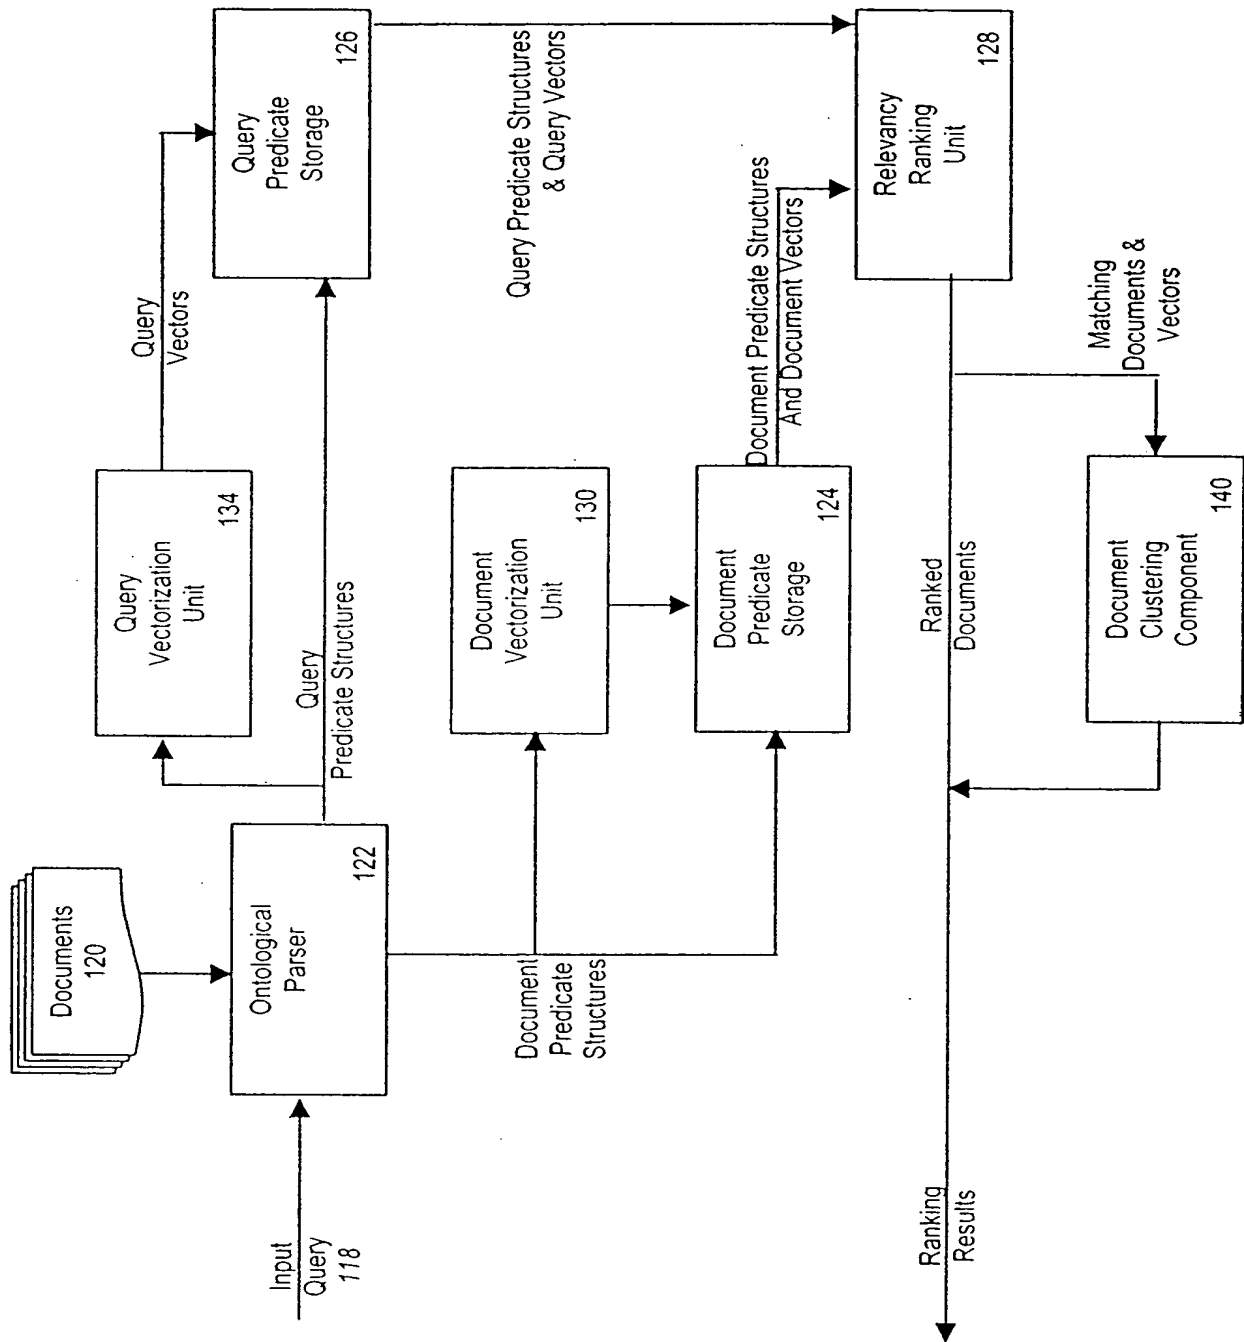 Documents
120
Input
Query
118
Ontological
Parser
122
Query
Vectorization
Unit
134
Query
Vectors
Query
Predicate Structures
Query
Predicate
Storage
126
Document
Predicate
Structures
Document
Vectorization
Unit
130
Document
Predicate
Storage
124
Query Predicate Structures
& Query Vectors
Document Predicate Structures
And Document Vectors
Relevancy
Ranking
Unit
128
Ranking
Results
Ranked
Documents
Matching
Documents &
Vectors
Document
Clustering
Component
140